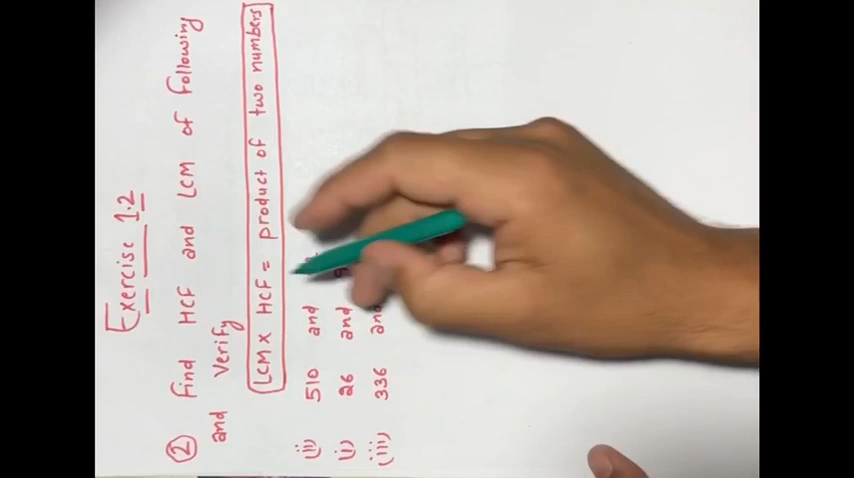 Exercise 1.2
(2) Find HCF and LCM of following
and verify
LCM x HCF = product of two numbers
(ii) 510 and
(i) 26 and
(iii) 336 and